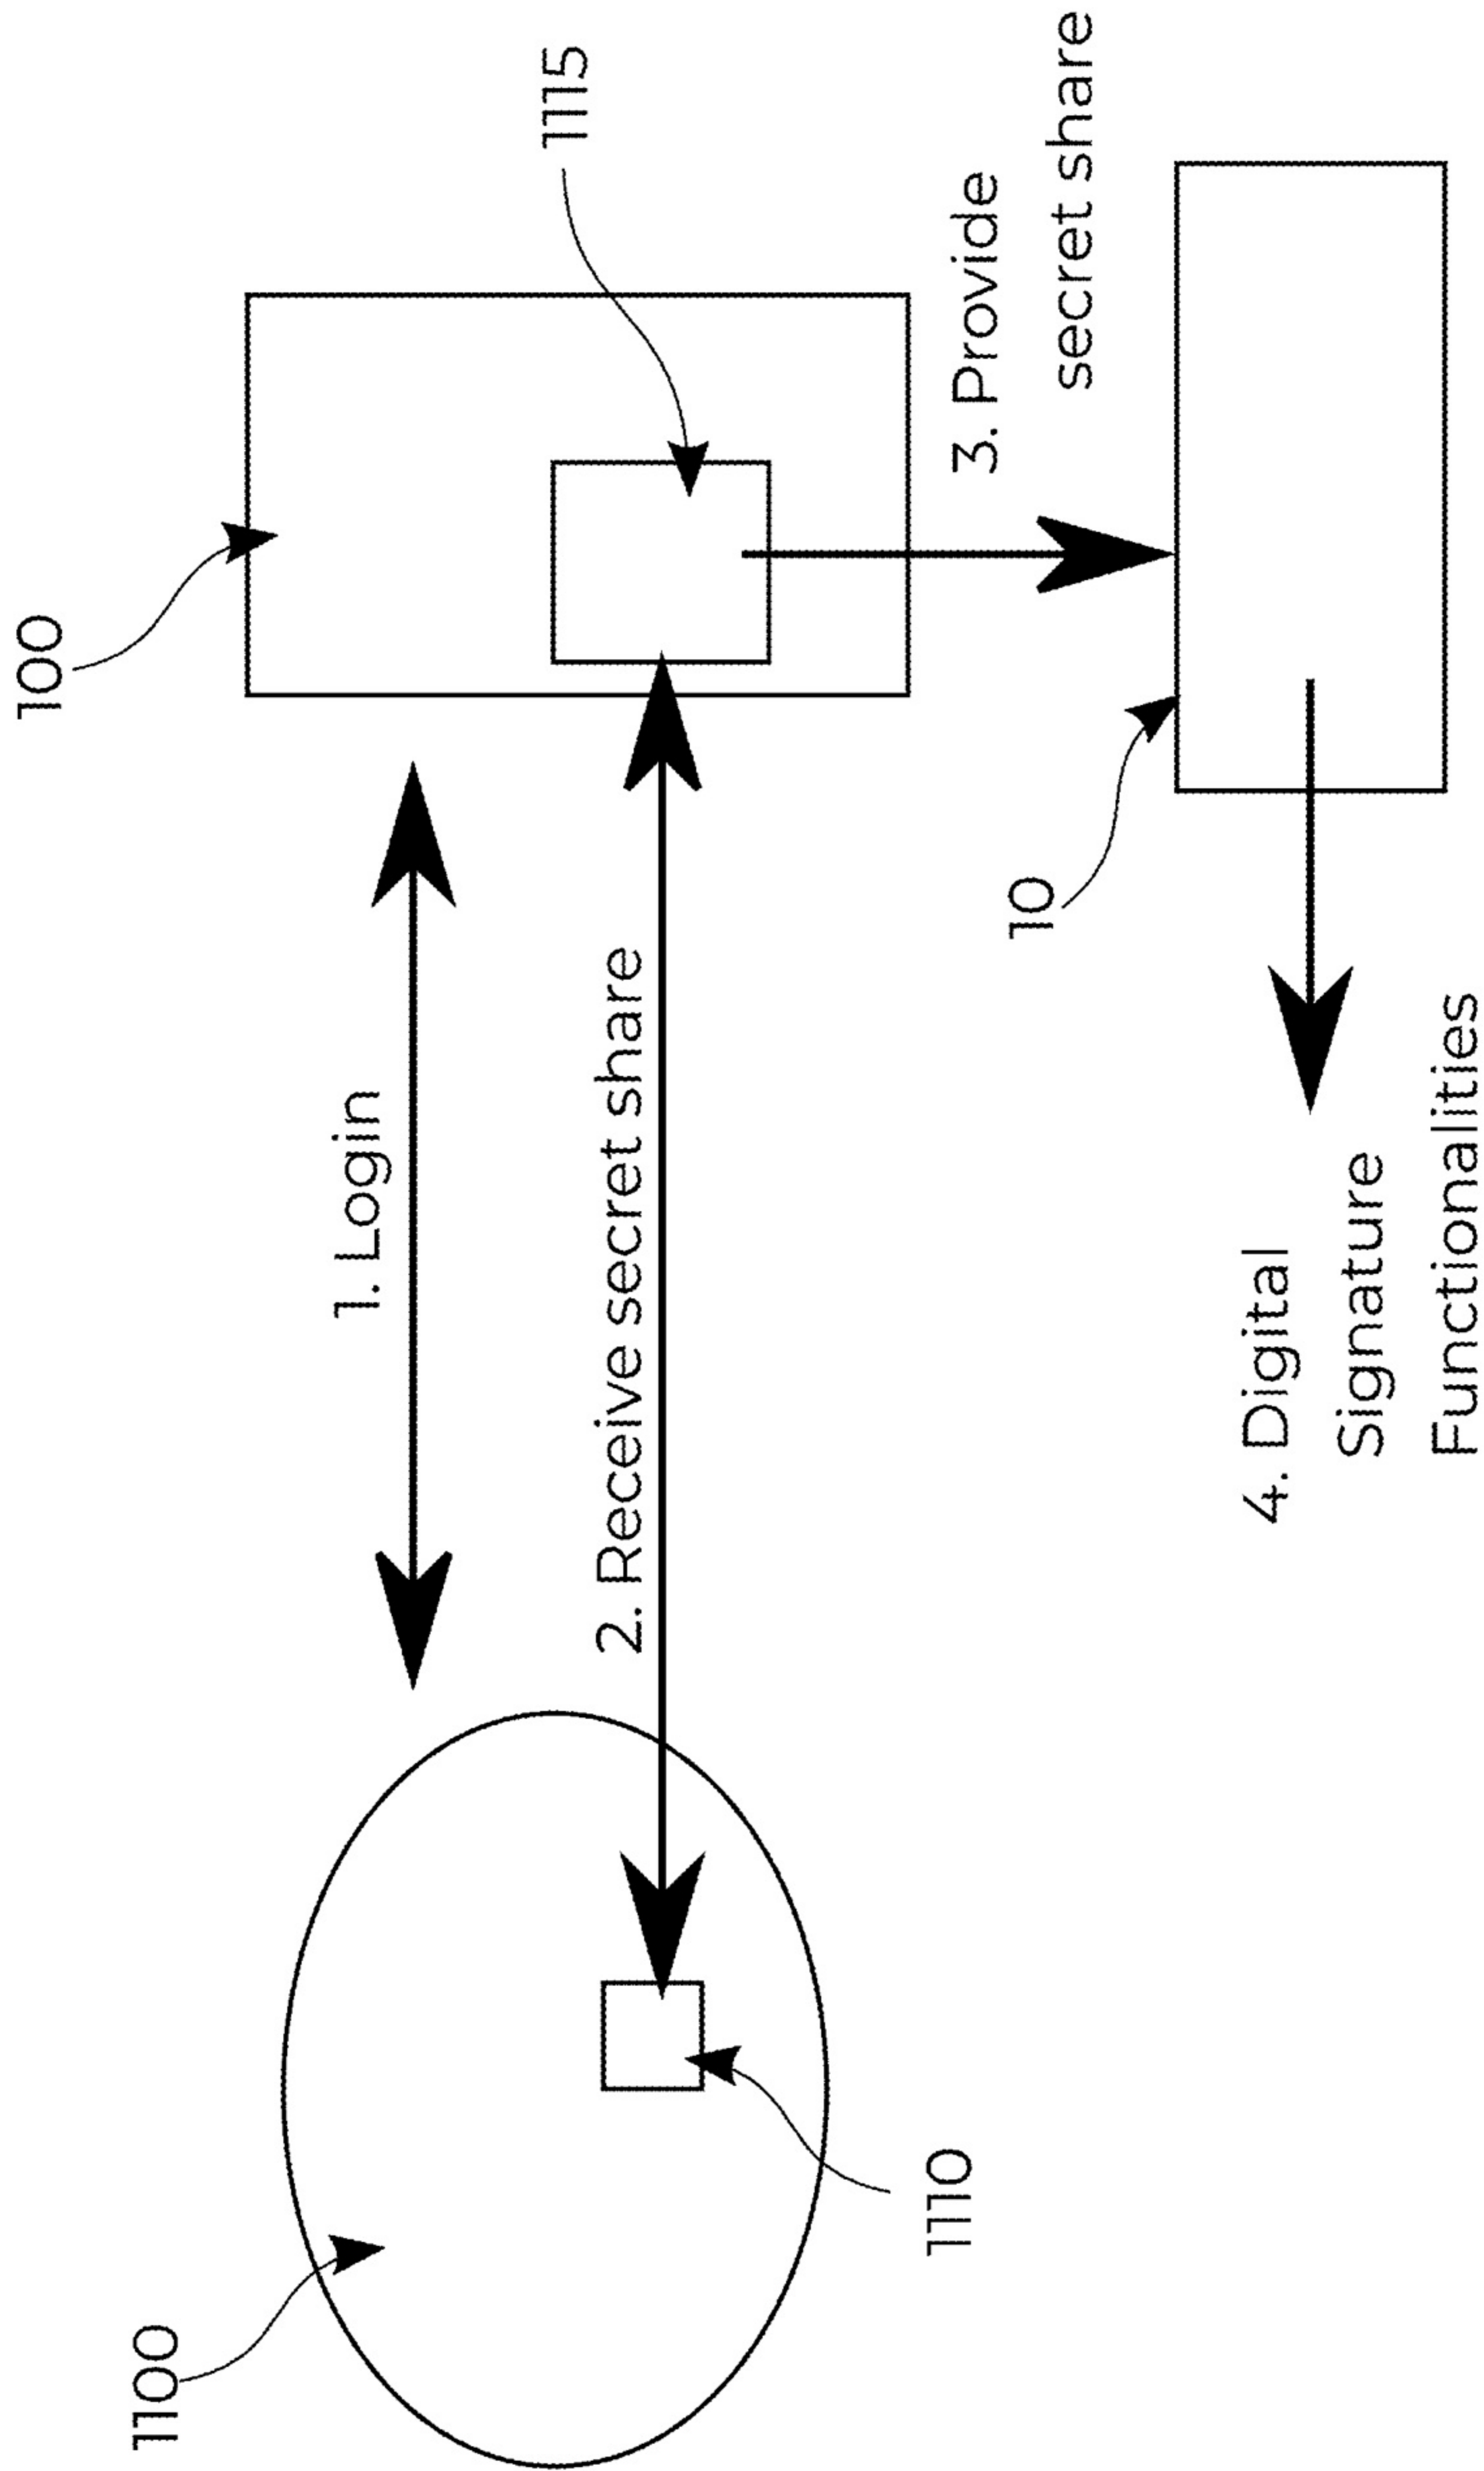 100
1115
1100
1. Login
2. Receive secret share
1110
3. Provide
secret share
10
4. Digital
Signature
Functionalities